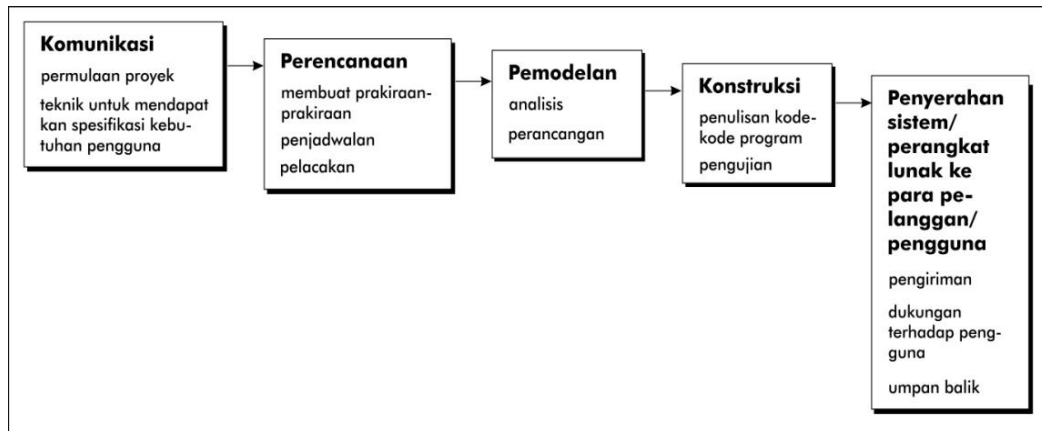 Komunikasi
permulaan proyek
teknik untuk mendapat
kan spesifikasi kebu-
tuhan pengguna
Perencanaan
membuat prakiraan-
prakiraan
penjadwalan
pelacakan
Pemodelan
analisis
perancangan
Konstruksi
penulisan kode-
kode program
pengujian
Penyerahan
sistem/
perangkat
lunak ke
para pe-
langgan/
pengguna
pengiriman
dukungan
terhadap peng-
guna
umpan balik